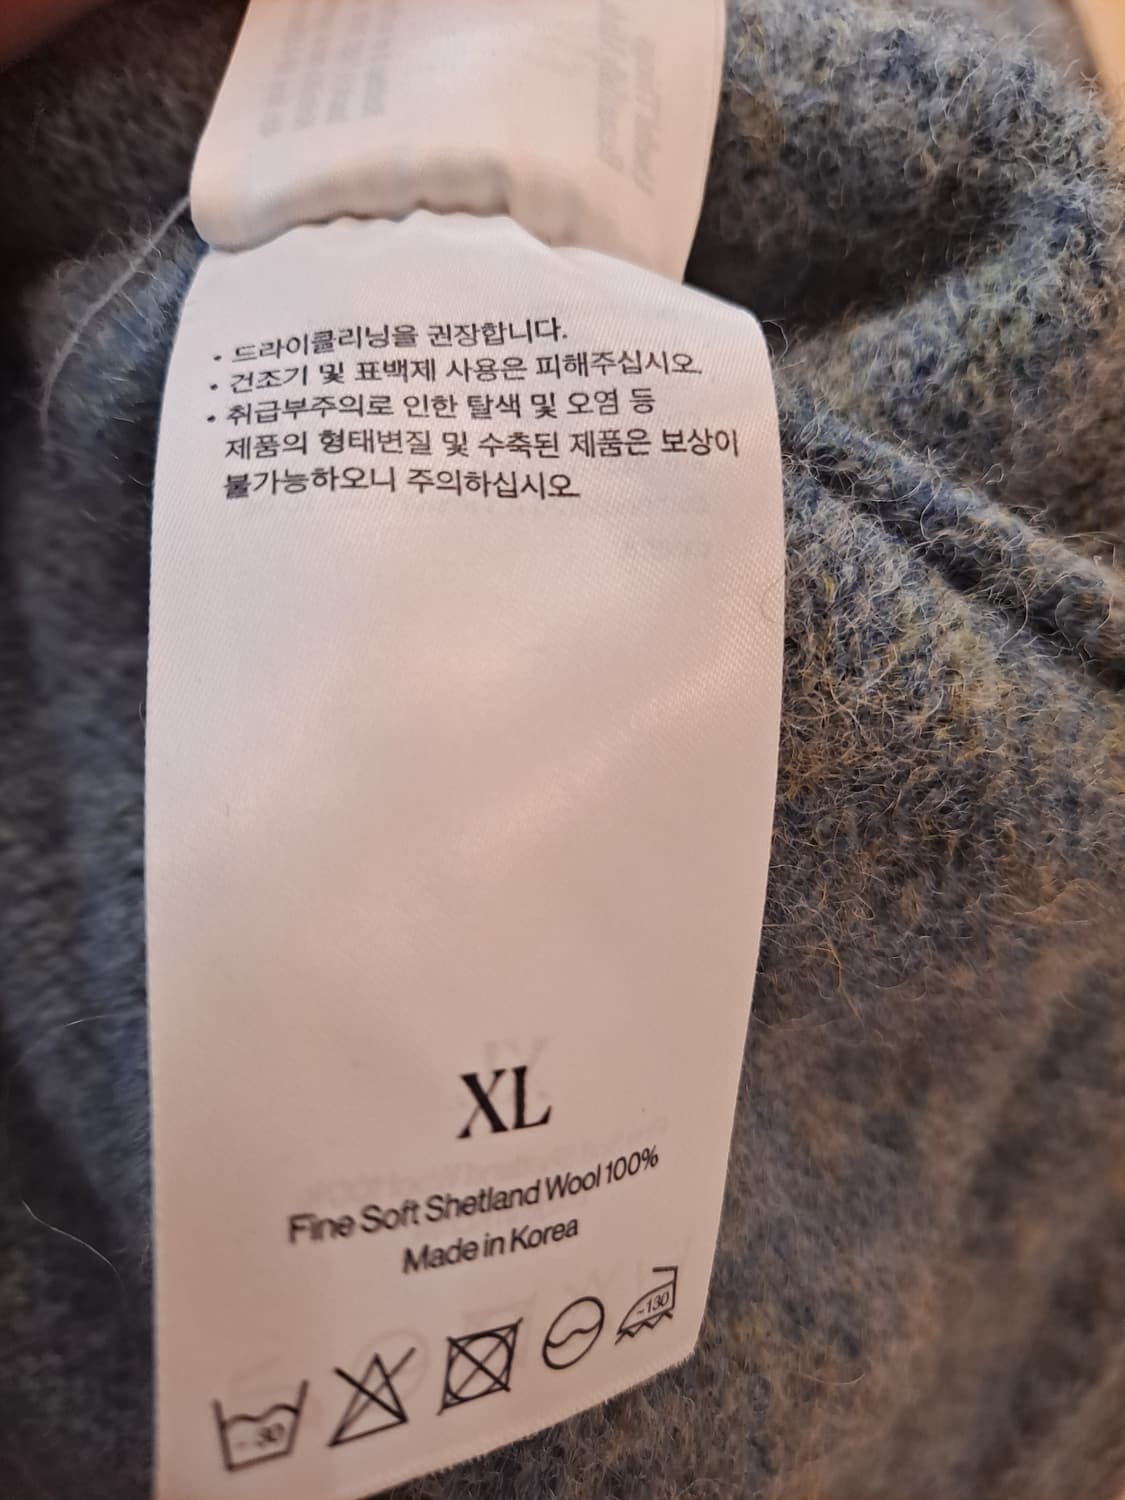 · 드라이클리닝을 권장합니다.
· 건조기 및 표백제 사용은 피해주십시오.
· 취급부주의로 인한 탈색 및 오염 등
제품의 형태변질 및 수축된 제품은 보상이
불가능하오니 주의하십시오.
XL
Fine Soft Shetland Wool 100%
Made in Korea
~30
~130